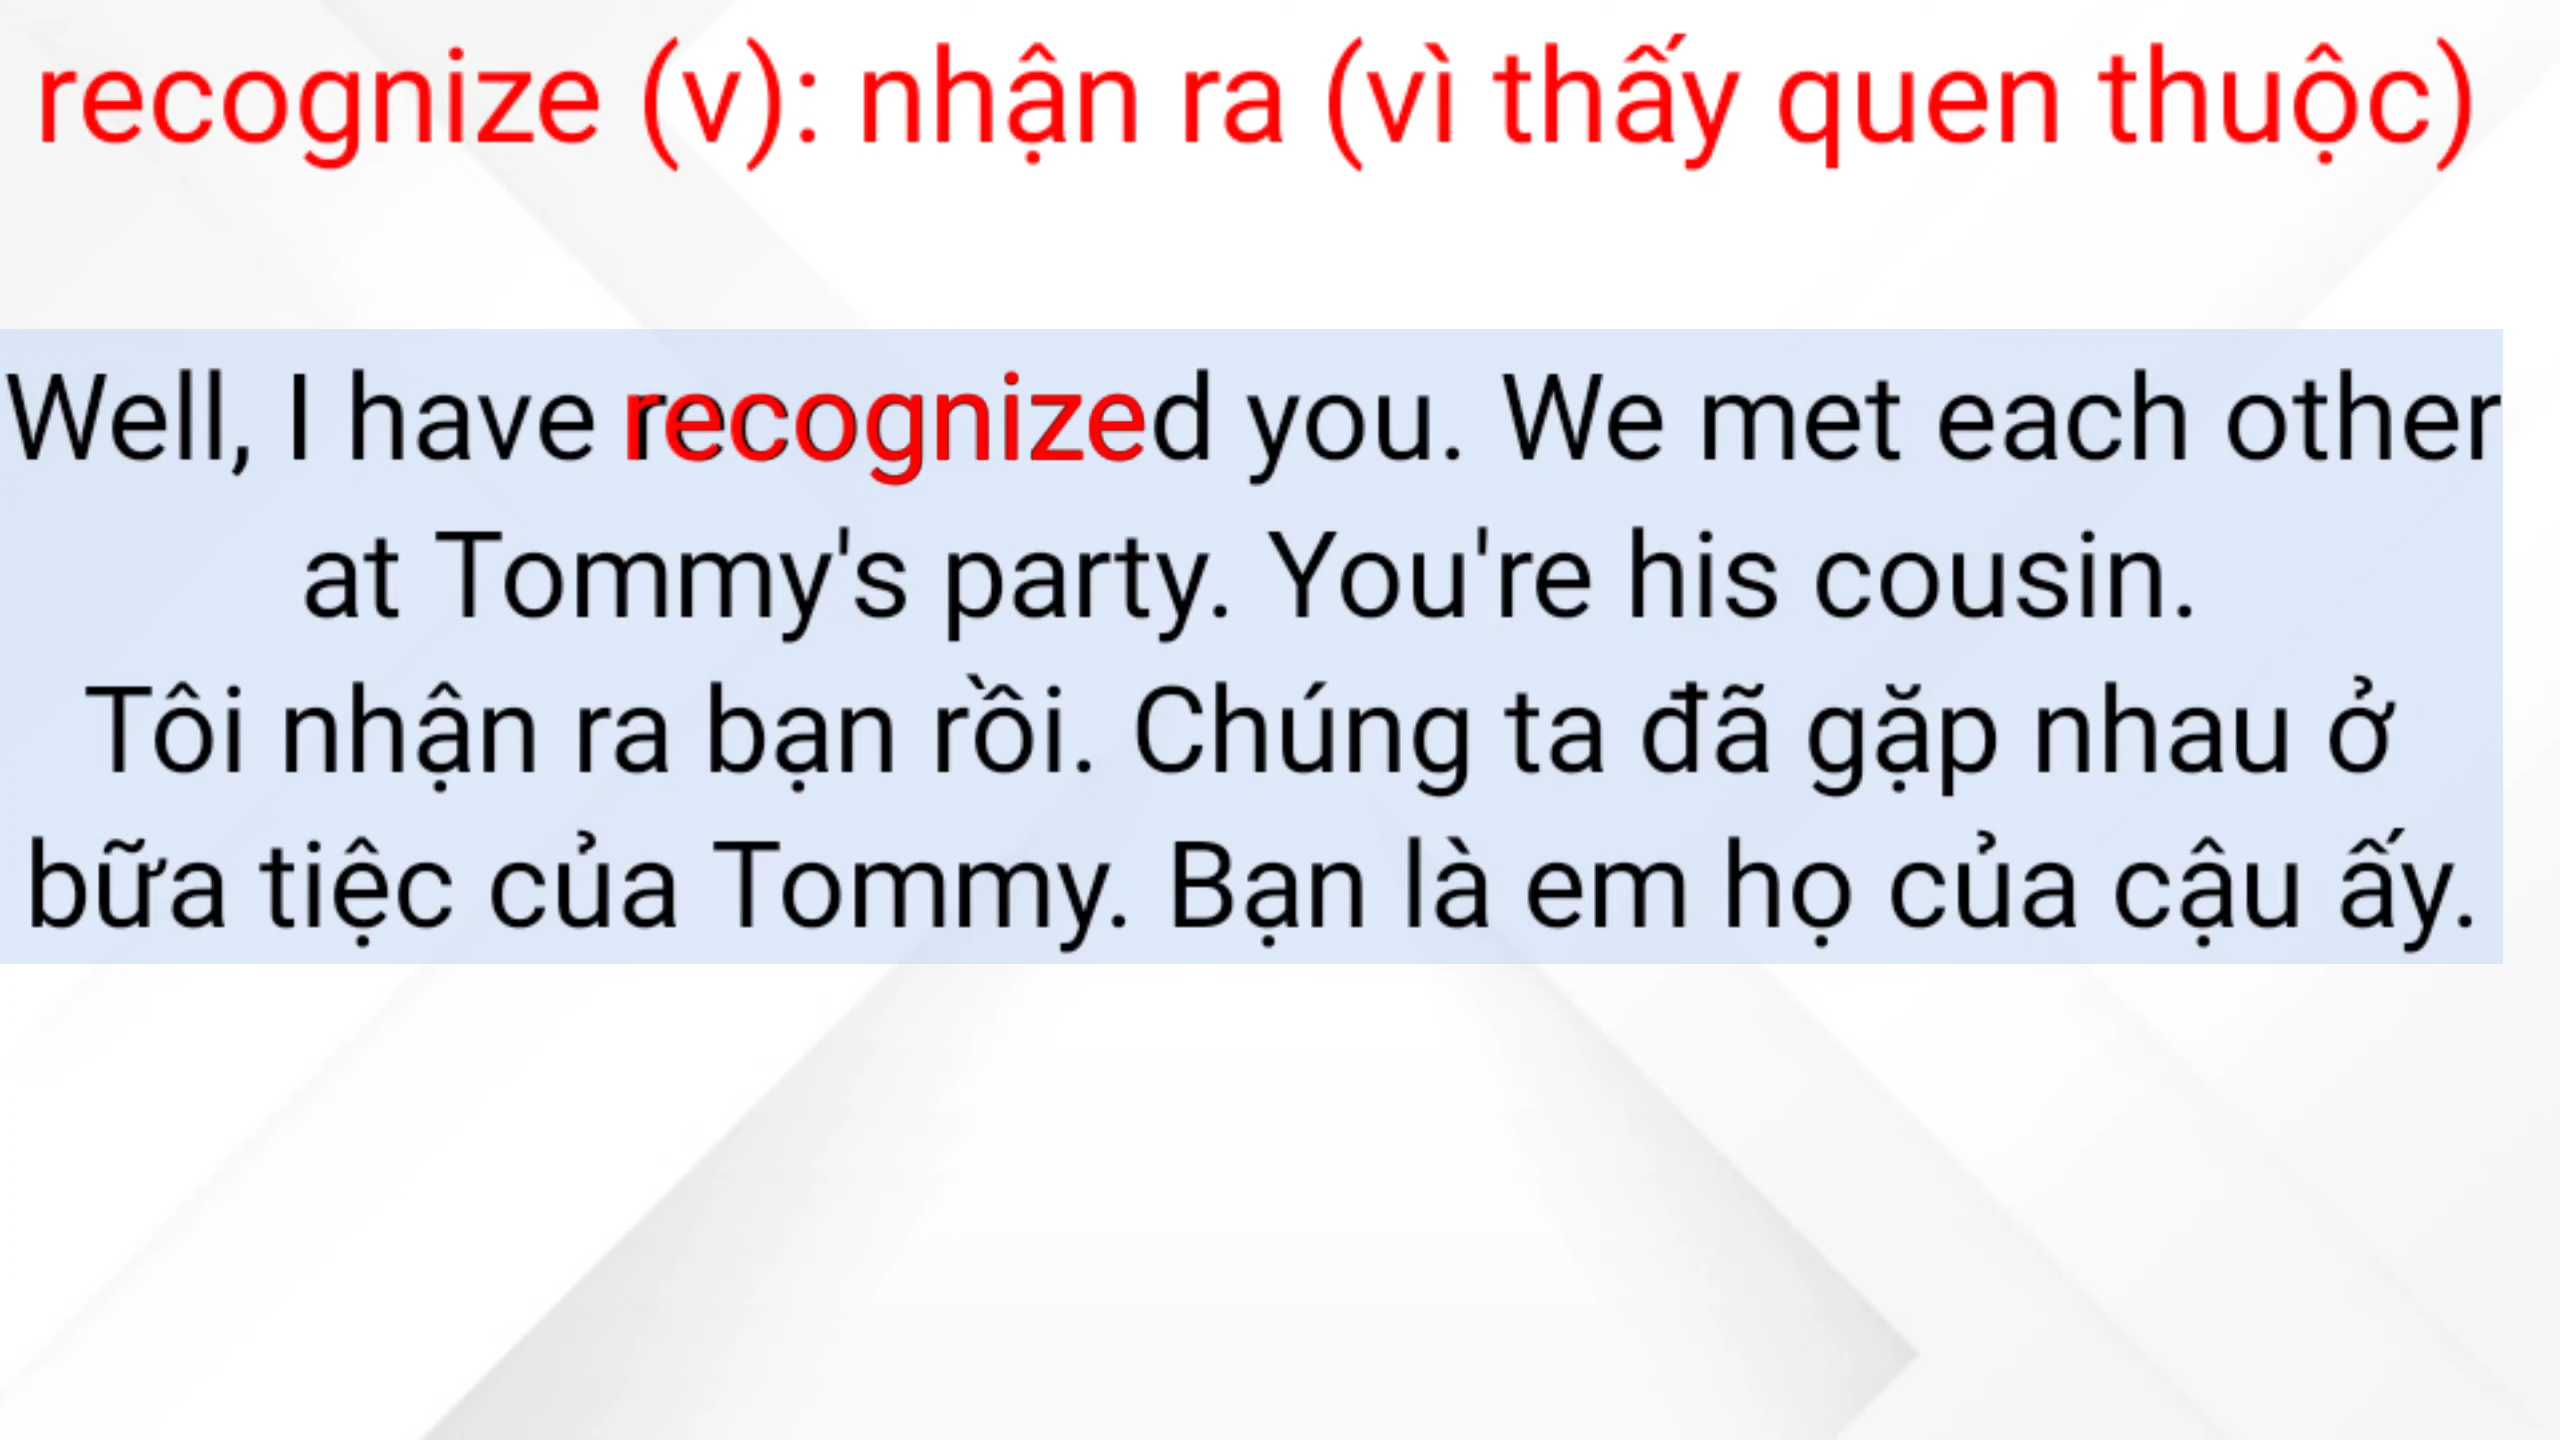 recognize (v): nhận ra (vì thấy quen thuộc)
Well, I have recognized you. We met each other
at Tommy's party. You're his cousin.
Tôi nhận ra bạn rồi. Chúng ta đã gặp nhau ở
bữa tiệc của Tommy. Bạn là em họ của cậu ấy.